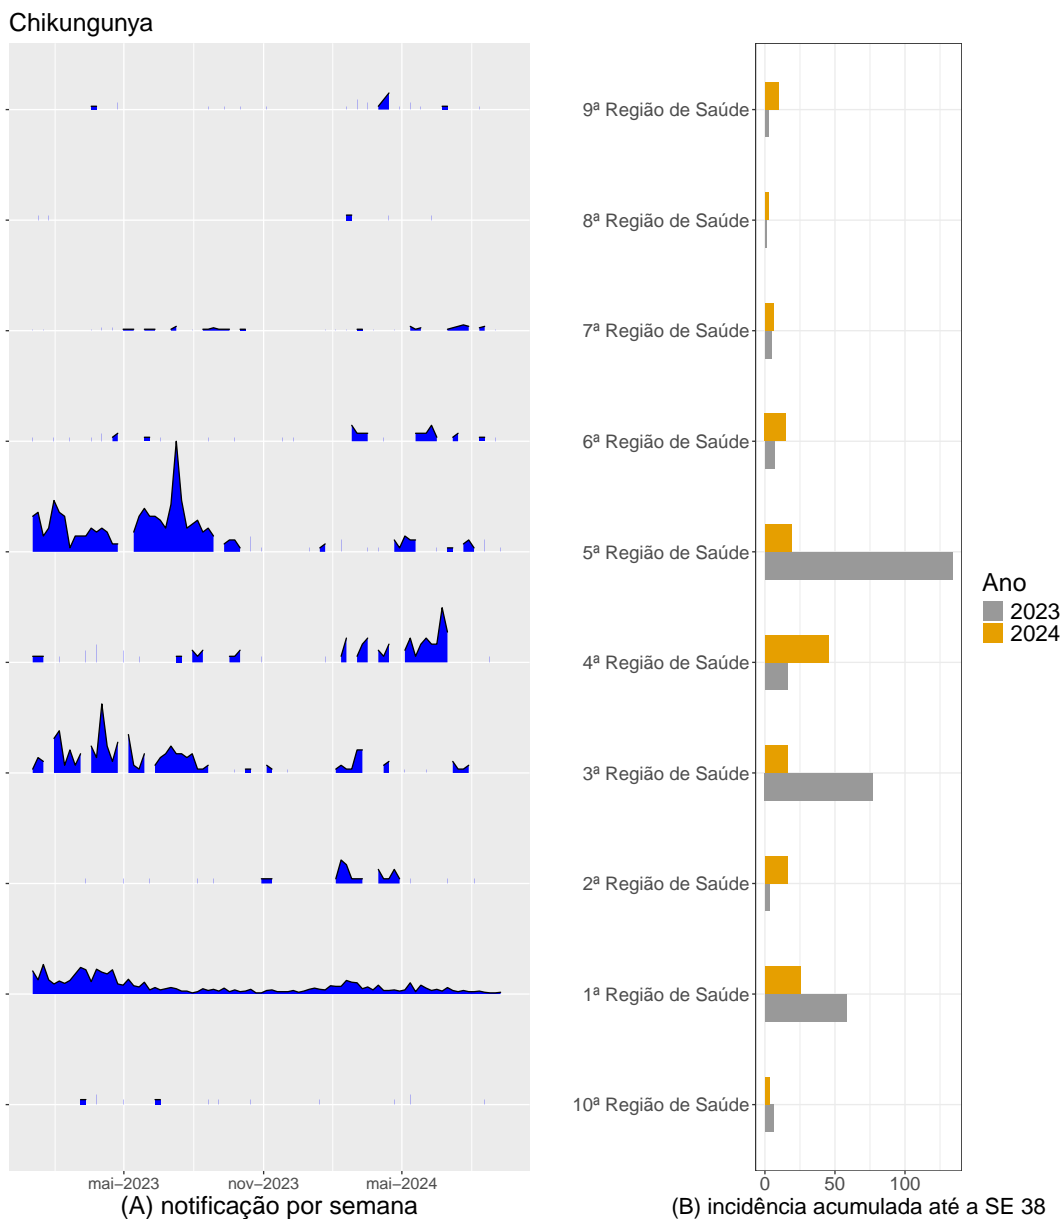 Chikungunya
9ª Região de Saúde
8ª Região de Saúde
7ª Região de Saúde
6ª Região de Saúde
5ª Região de Saúde
4ª Região de Saúde
3ª Região de Saúde
2ª Região de Saúde
1ª Região de Saúde
10ª Região de Saúde
Ano
2023
2024
mai−2023 nov−2023 mai−2024
0 50 100
(A) notificação por semana
(B) incidência acumulada até a SE 38